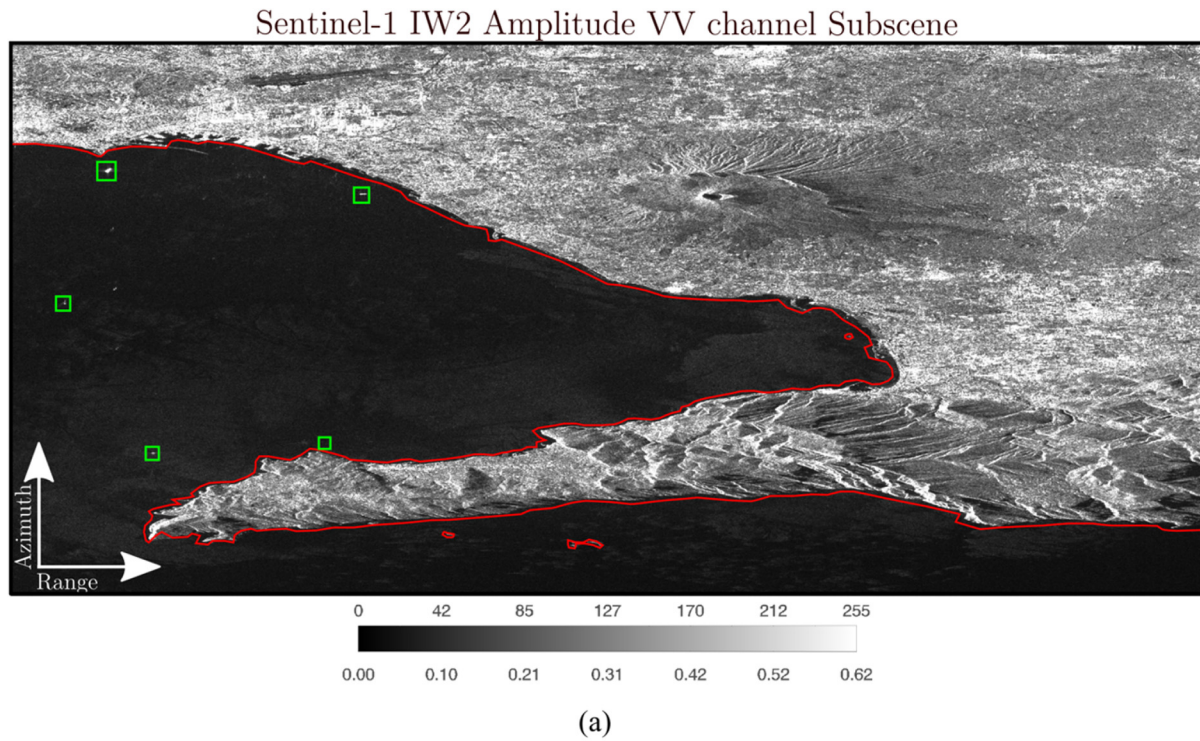 Sentinel-1 IW2 Amplitude VV channel Subscene
Azimuth
Range
0 42 85 127 170 212 255
0.00 0.10 0.21 0.31 0.42 0.52 0.62
(a)